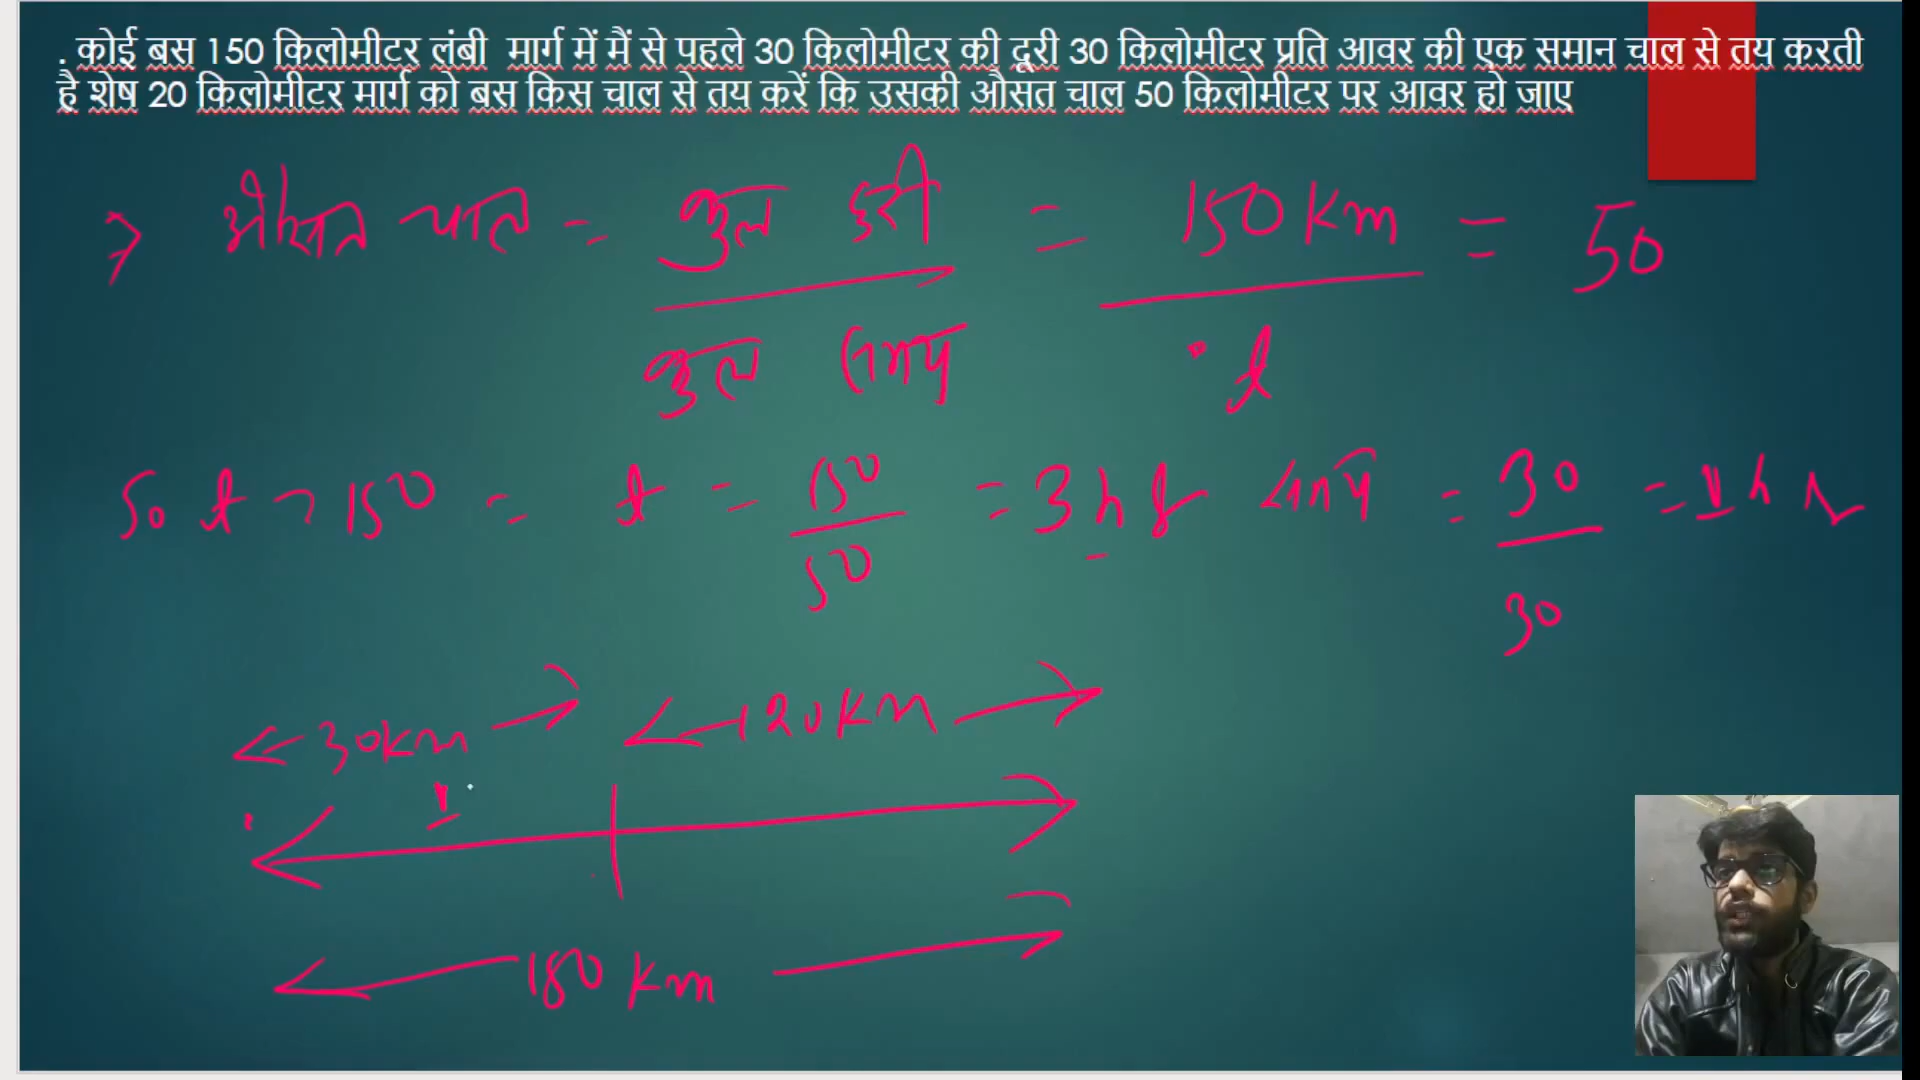 . कोई बस 150 किलोमीटर लंबी मार्ग में मैं से पहले 30 किलोमीटर की दूरी 30 किलोमीटर प्रति आवर की एक समान चाल से तय करती
है शेष 20 किलोमीटर मार्ग को बस किस चाल से तय करें कि उसकी औसत चाल 50 किलोमीटर पर आवर हो जाए
औसत चाल = कुल दूरी = 150 Km = 50
कुल समय t
50 t = 150 = t = 150 = 3 hr समय = 30 = 1 hr
50 30
30km 120km
1
150 km